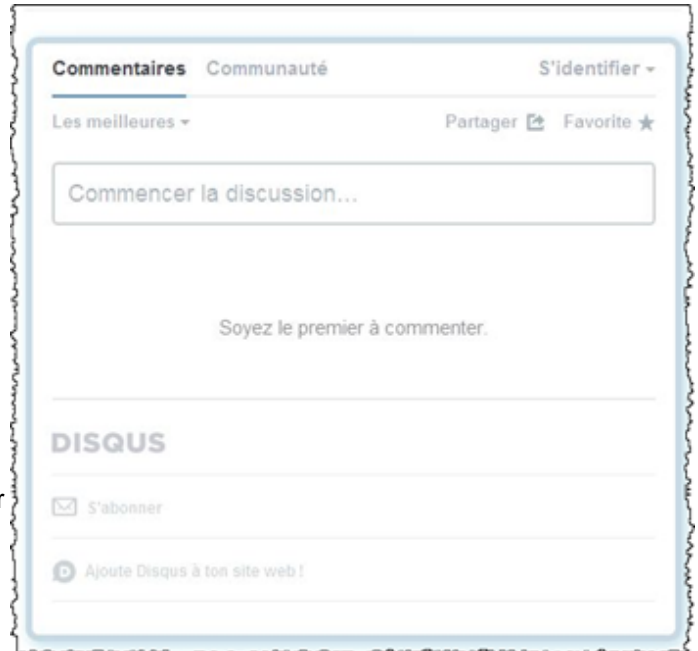 Commentaires Communauté S'identifier
Les meilleures Partager Favorite
Commencer la discussion...
Soyez le premier à commenter.
DISQUS
S'abonner
Ajoute Disqus à ton site web !